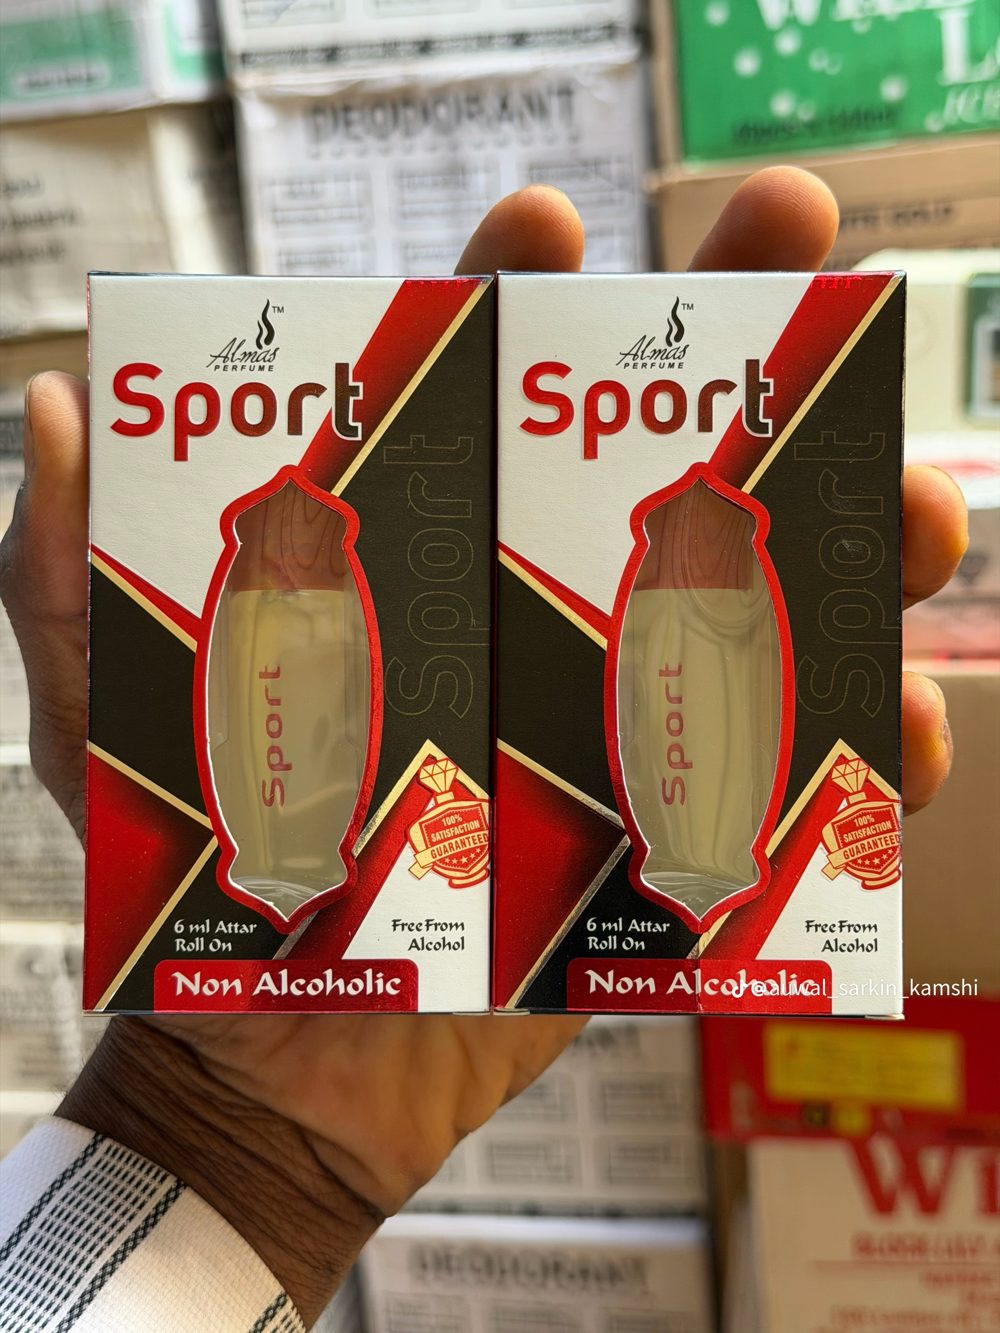 DEODORANT
Almas™
PERFUME
Sport
Sport
Sport
100%
SATISFACTION
GUARANTEED
6 ml Attar
Roll On
Free From
Alcohol
Non Alcoholic
Almas™
PERFUME
Sport
Sport
Sport
100%
SATISFACTION
GUARANTEED
6 ml Attar
Roll On
Free From
Alcohol
Non Alcoholic
@auwal_sarkin_kamshi
DEODORANT